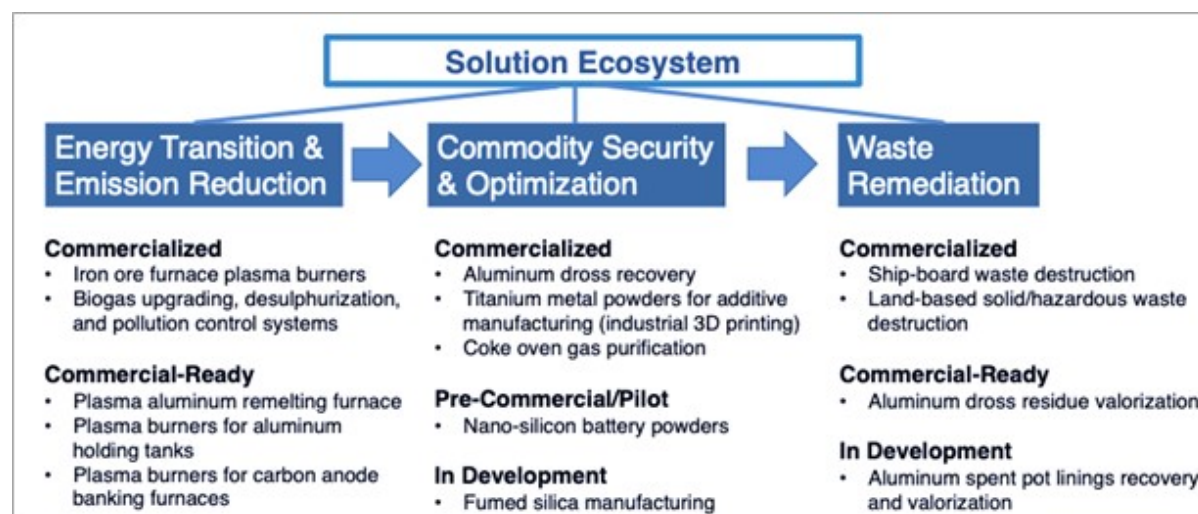 Solution Ecosystem
Energy Transition &
Emission Reduction
Commercialized
• Iron ore furnace plasma burners
• Biogas upgrading, desulphurization,
and pollution control systems
Commercial-Ready
• Plasma aluminum remelting furnace
• Plasma burners for aluminum
holding tanks
• Plasma burners for carbon anode
banking furnaces
Commodity Security
& Optimization
Commercialized
• Aluminum dross recovery
• Titanium metal powders for additive
manufacturing (industrial 3D printing)
• Coke oven gas purification
Pre-Commercial/Pilot
• Nano-silicon battery powders
In Development
• Fumed silica manufacturing
Waste
Remediation
Commercialized
• Ship-board waste destruction
• Land-based solid/hazardous waste
destruction
Commercial-Ready
• Aluminum dross residue valorization
In Development
• Aluminum spent pot linings recovery
and valorization